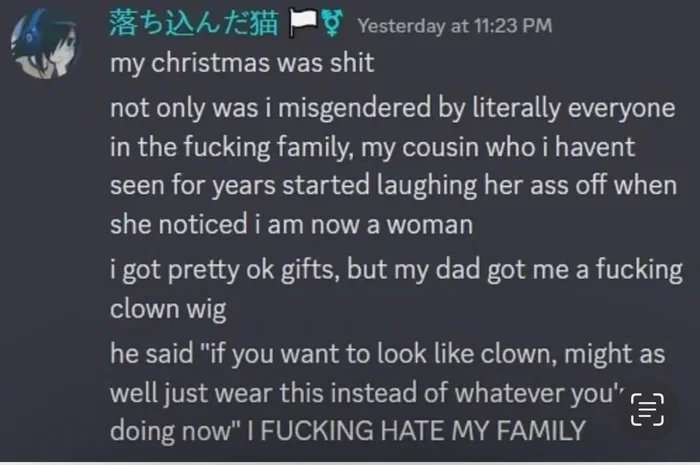 落ち込んだ猫 🏳️⚧ Yesterday at 11:23 PM
my christmas was shit
not only was i misgendered by literally everyone
in the fucking family, my cousin who i havent
seen for years started laughing her ass off when
she noticed i am now a woman
i got pretty ok gifts, but my dad got me a fucking
clown wig
he said "if you want to look like clown, might as
well just wear this instead of whatever
doing now" I FUCKING HATE MY FAMILY